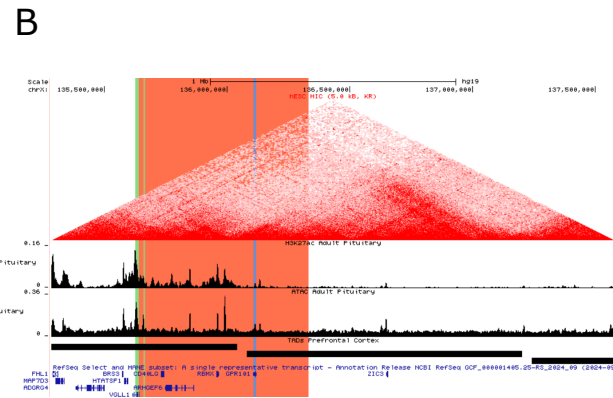 B
Scale 1 Mb hg19
chrX: 135,500,000 136,000,000 136,500,000 137,000,000 137,500,000
hESC HIC (5.0 kB, KR)
0.16 H3K27ac Adult Pituitary
Pituitary
0
0.36 ATAC Adult Pituitary
uitary
0
TADs Prefrontal Cortex
RefSeq Select and MANE subset: A single representative transcript - Annotation Release NCBI RefSeq GCF_000001405.25-RS_2024_09 (2024-09
FHL1 BRS3 CD40LG RBMX GPR101 ZIC3
MAP7D3 HTATSF1
ADGRG4 ARHGEF6
VGLL1